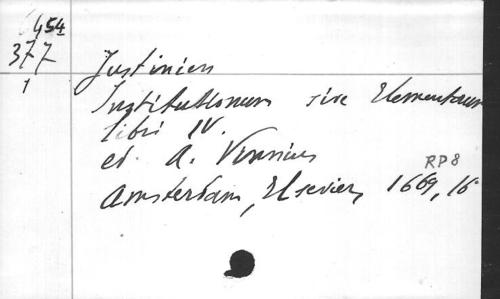 454
377
1
Justinien
Institutionum sive Elementorum
libri IV.
ed. A. Vinnius
RP8
Amsterdam, Elsevier, 1669, 16°